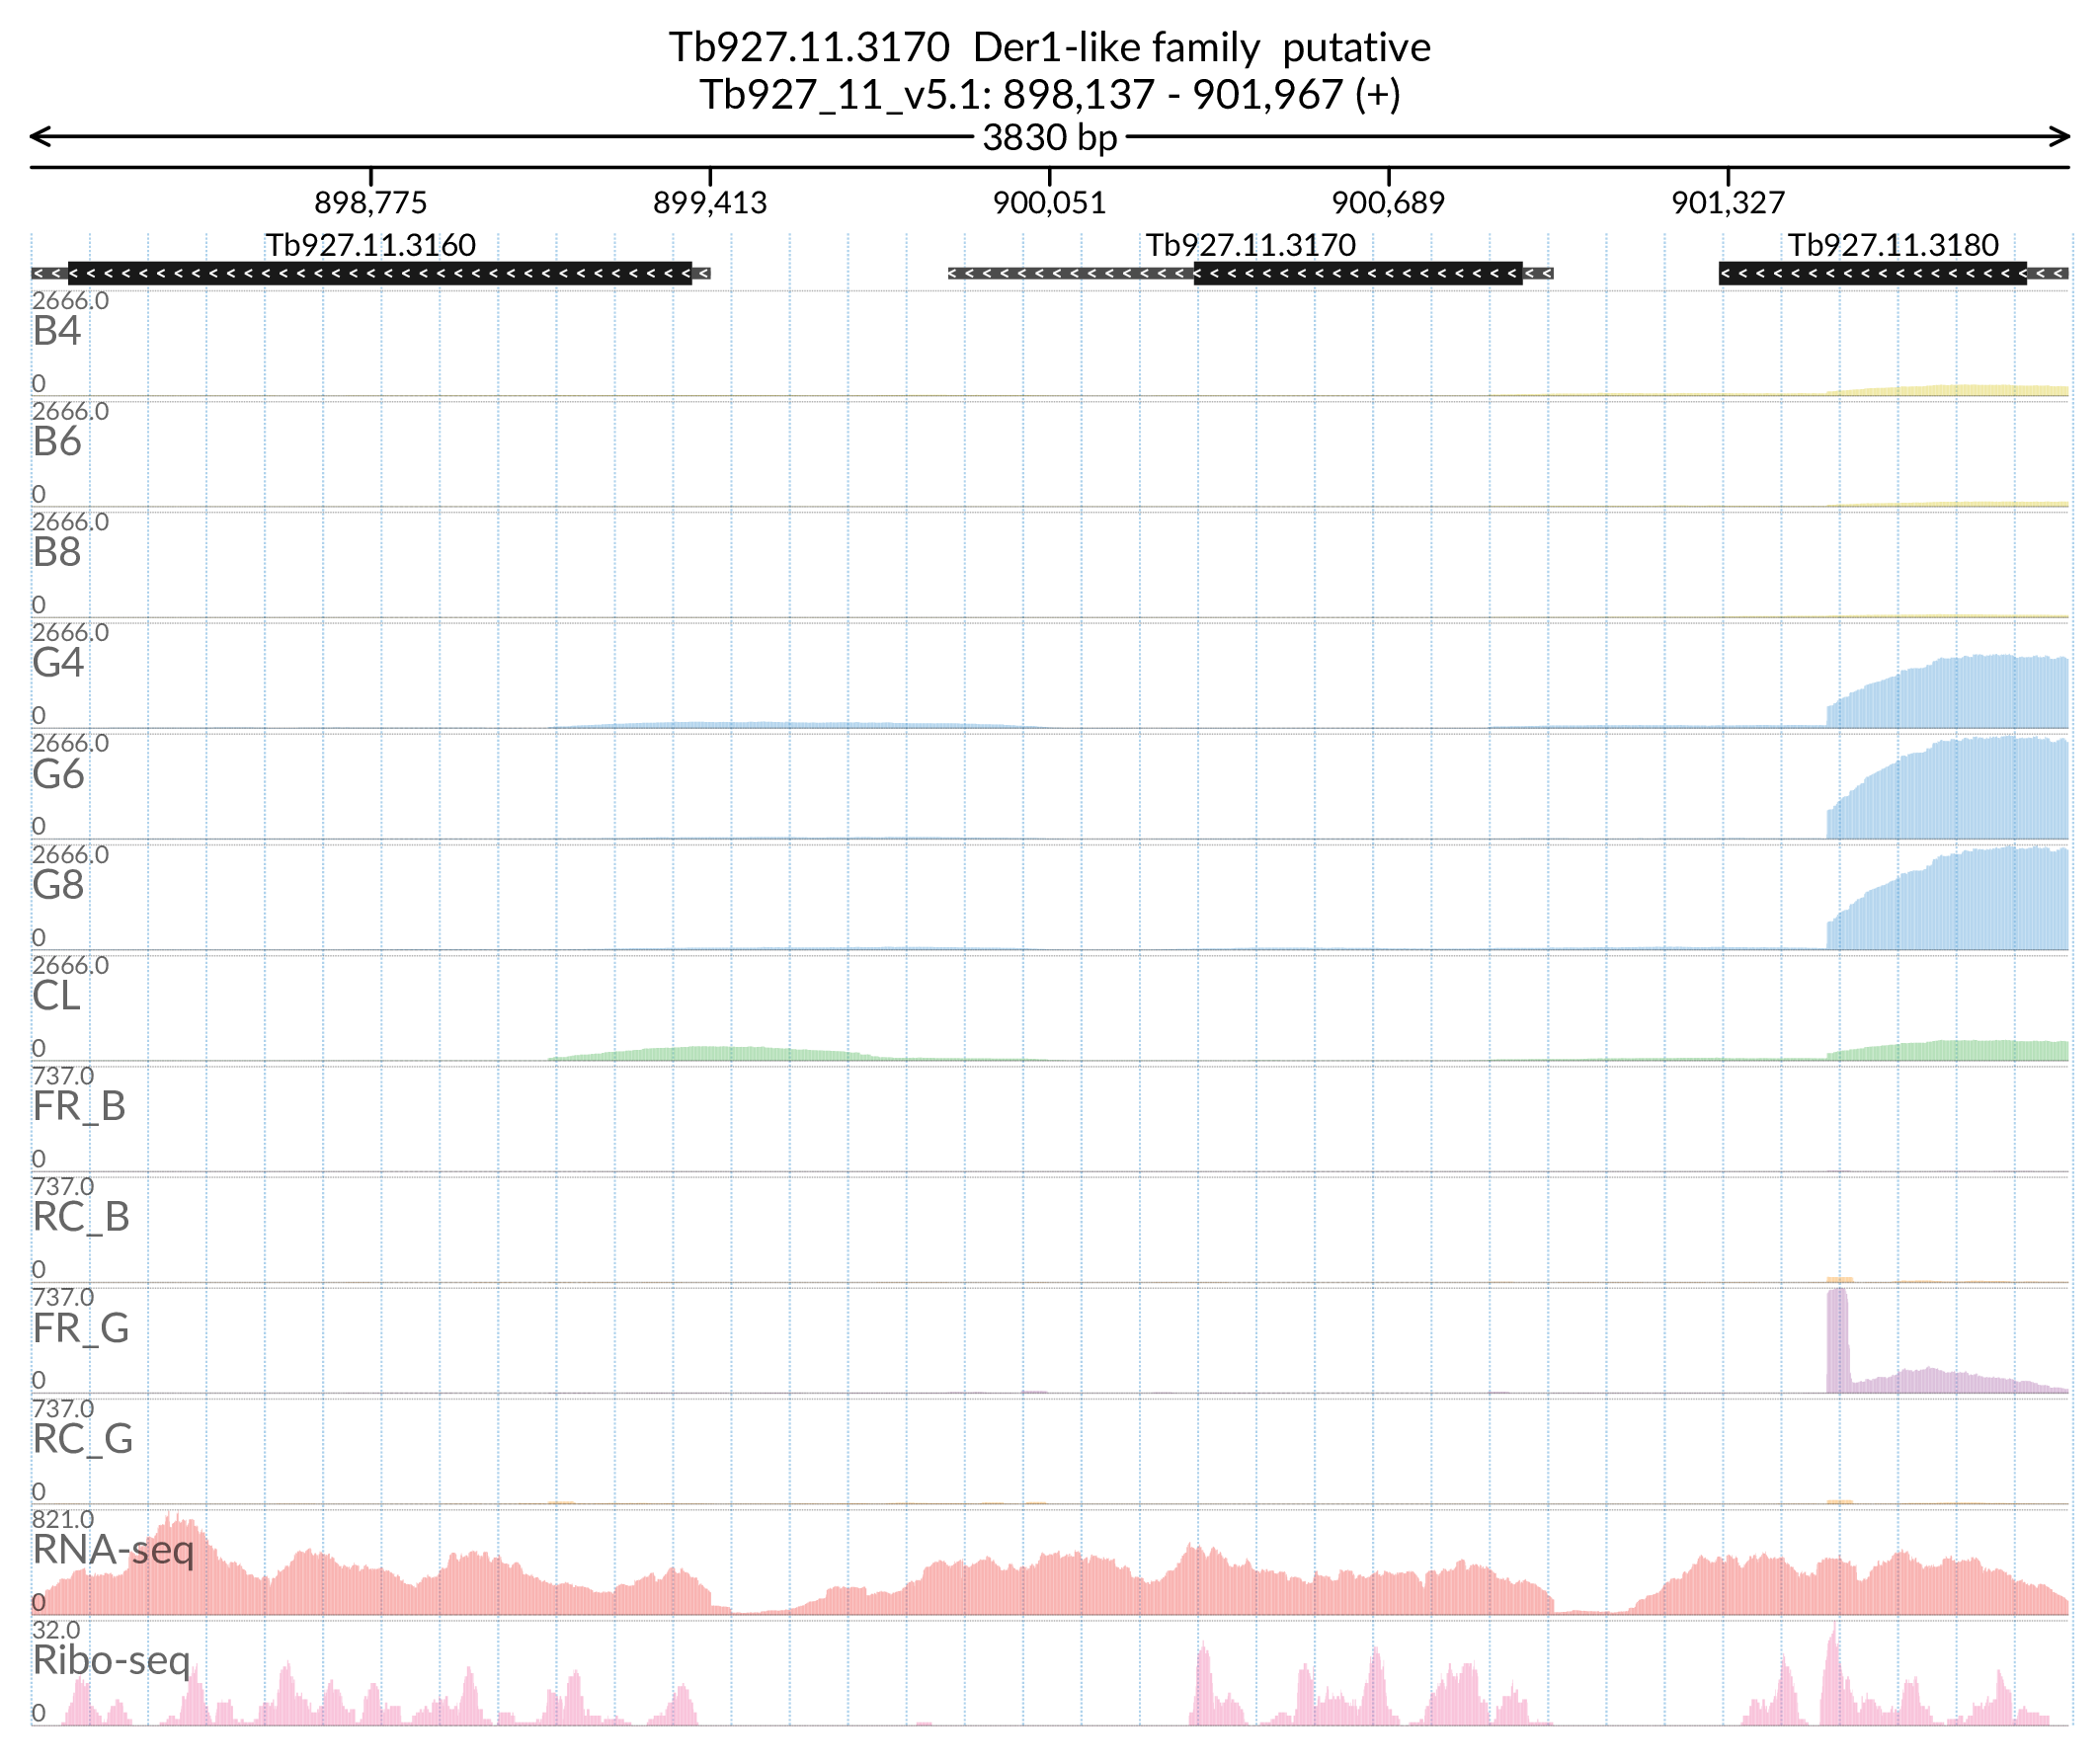 Tb927.11.3170  Der1-like family  putative
Tb927_11_v5.1: 898,137 - 901,967 (+)
3830 bp
898,775 899,413 900,051 900,689 901,327
Tb927.11.3160 Tb927.11.3170 Tb927.11.3180
2666.0
B4
0
2666.0
B6
0
2666.0
B8
0
2666.0
G4
0
2666.0
G6
0
2666.0
G8
0
2666.0
CL
0
737.0
FR_B
0
737.0
RC_B
0
737.0
FR_G
0
737.0
RC_G
0
821.0
RNA-seq
0
32.0
Ribo-seq
0